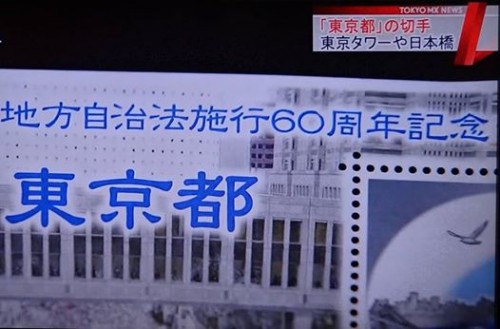 TOKYO MX NEWS
「東京都」の切手
東京タワーや日本橋
地方自治法施行60周年記念
東京都